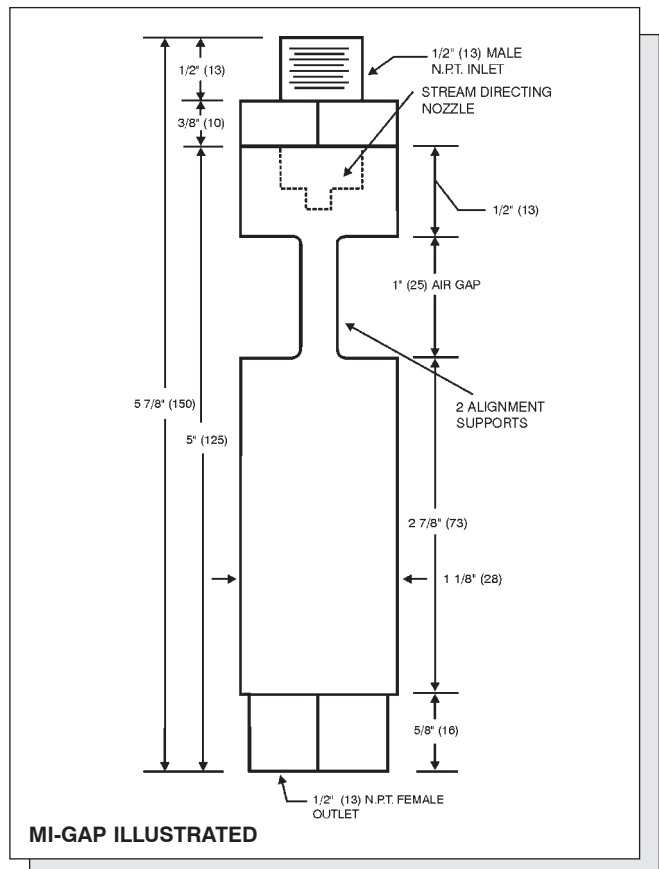 1/2" (13) MALE
N.P.T. INLET
1/2" (13)
STREAM DIRECTING
NOZZLE
3/8" (10)
1/2" (13)
1" (25) AIR GAP
5 7/8" (150)
2 ALIGNMENT
SUPPORTS
5" (125)
2 7/8" (73)
1 1/8" (28)
5/8" (16)
1/2" (13) N.P.T. FEMALE
OUTLET
MI-GAP ILLUSTRATED